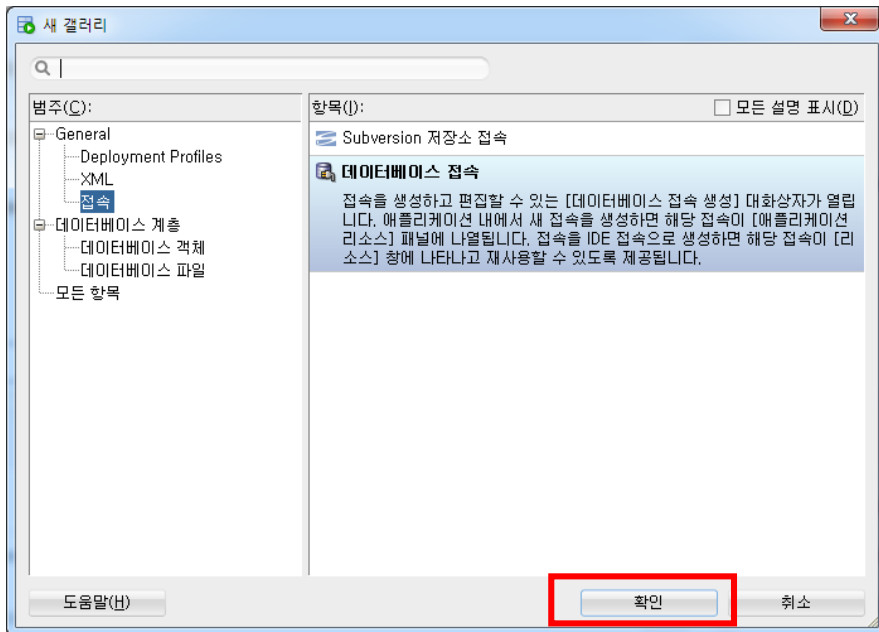 새 갤러리
범주(C):
General
Deployment Profiles
XML
접속
데이터베이스 계층
데이터베이스 객체
데이터베이스 파일
모든 항목
항목(I):
모든 설명 표시(D)
Subversion 저장소 접속
데이터베이스 접속
접속을 생성하고 편집할 수 있는 [데이터베이스 접속 생성] 대화상자가 열립
니다. 애플리케이션 내에서 새 접속을 생성하면 해당 접속이 [애플리케이션
리소스] 패널에 나열됩니다. 접속을 IDE 접속으로 생성하면 해당 접속이 [리
소스] 창에 나타나고 재사용할 수 있도록 제공됩니다.
도움말(H)
확인
취소